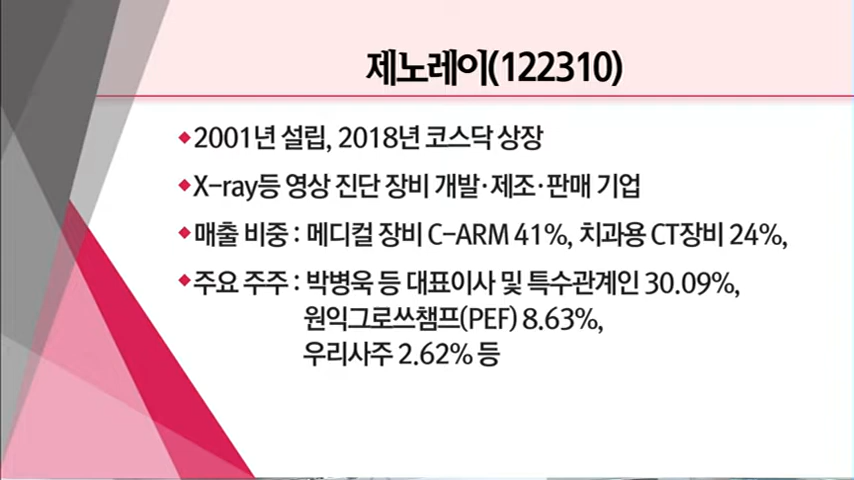 제노레이(122310)
◆2001년 설립, 2018년 코스닥 상장
◆X-ray등 영상 진단 장비 개발·제조·판매 기업
◆매출 비중 : 메디컬 장비 C-ARM 41%, 치과용 CT장비 24%,
◆주요 주주 : 박병욱 등 대표이사 및 특수관계인 30.09%,
원익그로쓰챔프(PEF) 8.63%,
우리사주 2.62% 등